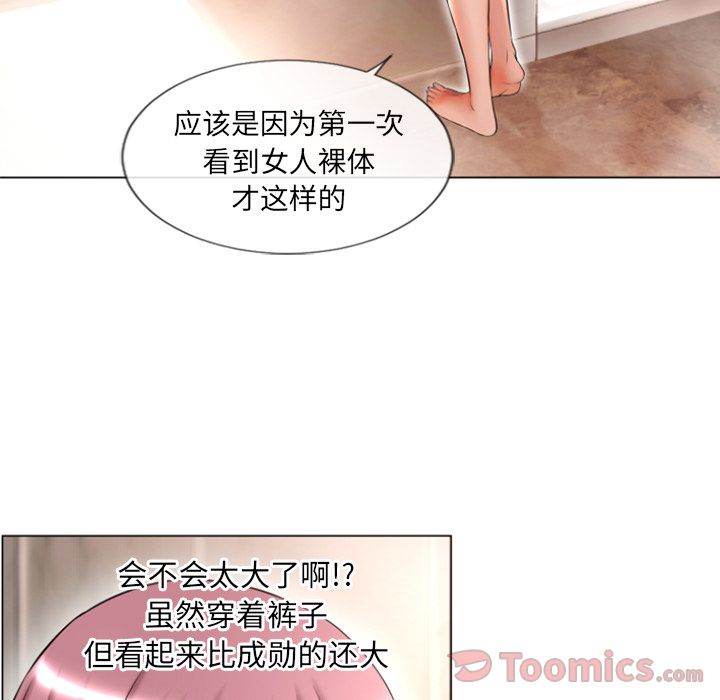 应该是因为第一次
看到女人裸体
才这样的
会不会太大了啊!?
虽然穿着裤子
但看起来比成勋的还大
Toomics.com